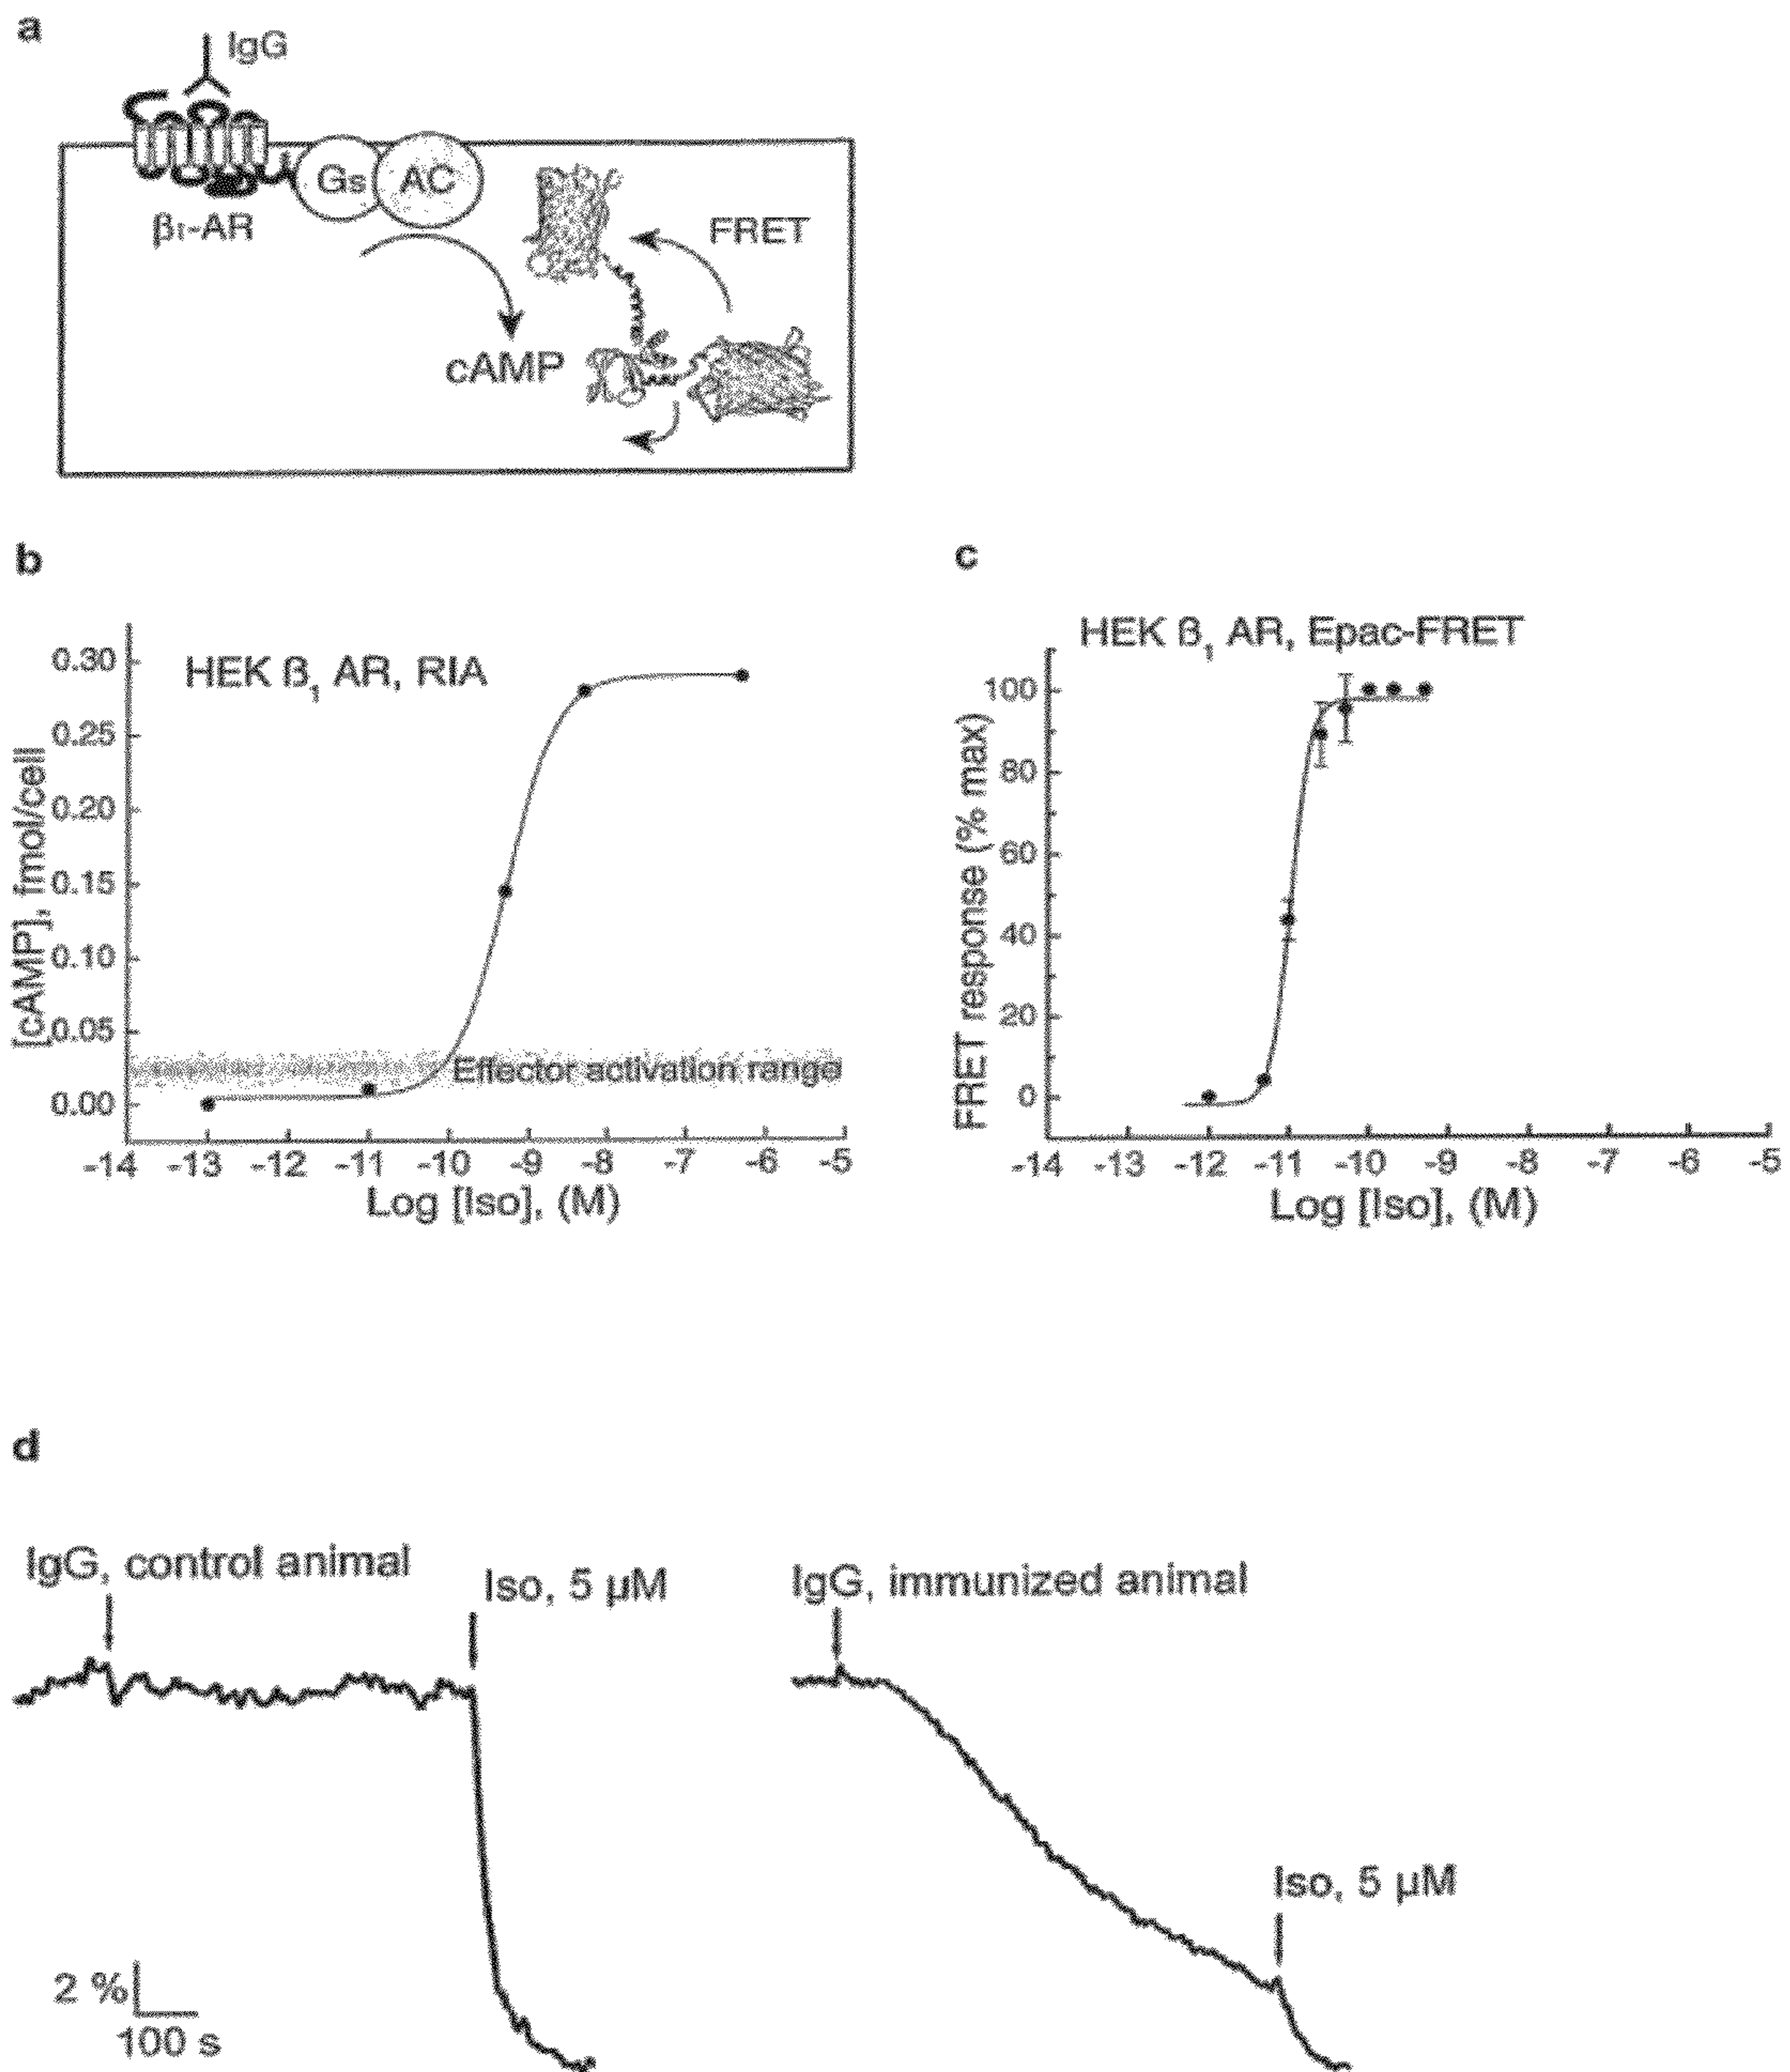 a
IgG
Gs
AC
β1-AR
FRET
cAMP
b
HEK ß1 AR, RIA
[cAMP], fmol/cell
0.30
0.25
0.20
0.15
0.10
0.05
0.00
Effector activation range
-14 -13 -12 -11 -10 -9 -8 -7 -6 -5
Log [Iso], (M)
c
HEK ß1 AR, Epac-FRET
FRET response (% max)
100
80
60
40
20
0
-14 -13 -12 -11 -10 -9 -8 -7 -6 -5
Log [Iso], (M)
d
IgG, control animal
Iso, 5 µM
IgG, immunized animal
Iso, 5 µM
2 %
100 s